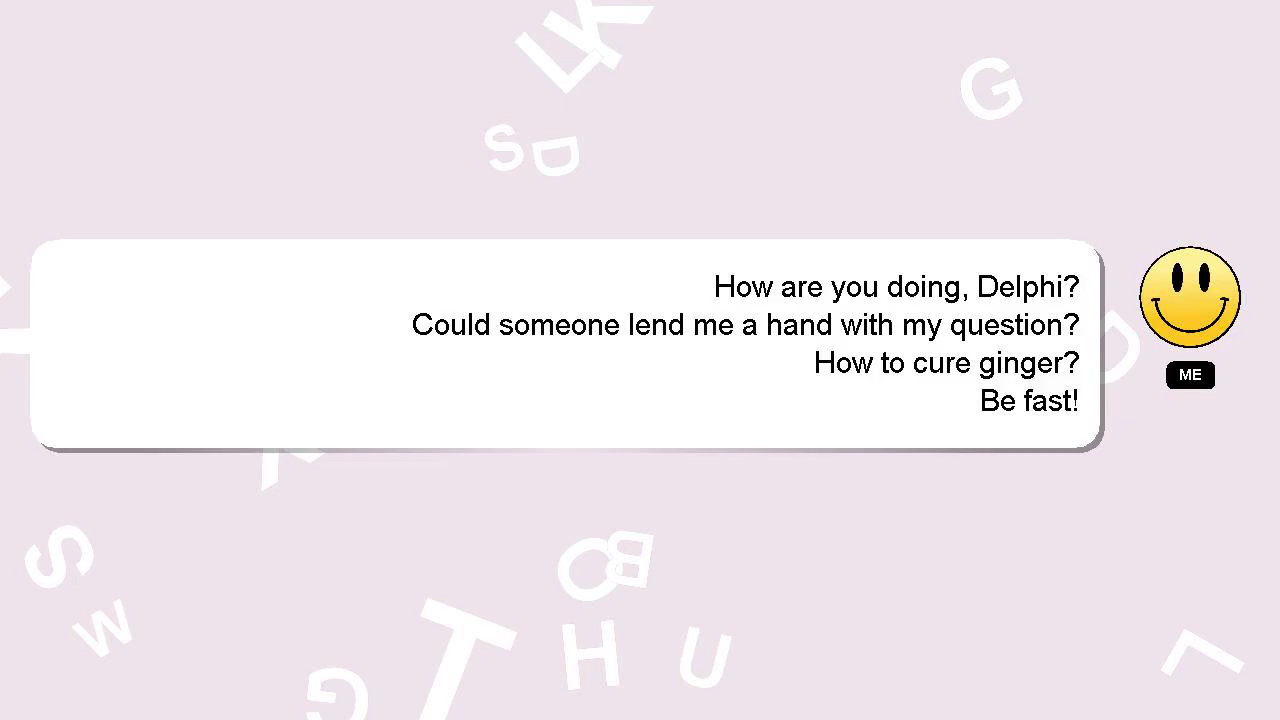 How are you doing, Delphi?
Could someone lend me a hand with my question?
How to cure ginger?
Be fast!
ME
L
K
G
S
D
D
X
S
W
C
B
T
H
U
G
L